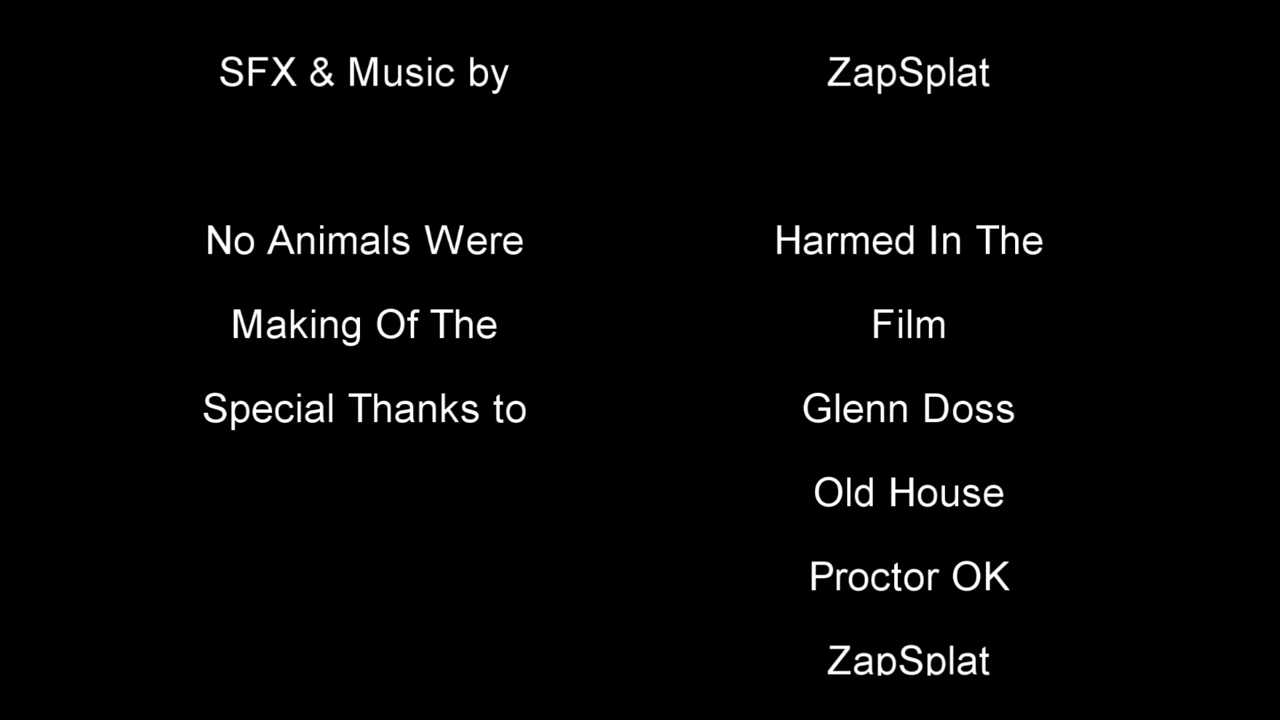 SFX & Music by ZapSplat
No Animals Were Harmed In The
Making Of The Film
Special Thanks to Glenn Doss
Old House
Proctor OK
ZapSplat